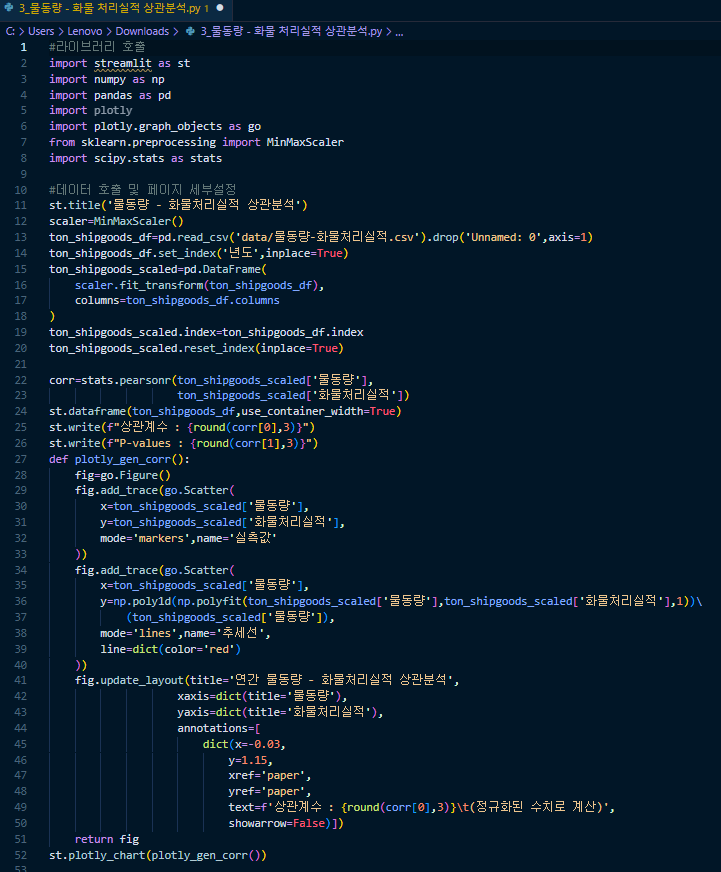 3_물동량 - 화물 처리실적 상관분석.py 1 ●
C: > Users > Lenovo > Downloads > 3_물동량 - 화물 처리실적 상관분석.py > ...
1 #라이브러리 호출
2 import streamlit as st
3 import numpy as np
4 import pandas as pd
5 import plotly
6 import plotly.graph_objects as go
7 from sklearn.preprocessing import MinMaxScaler
8 import scipy.stats as stats
9
10 #데이터 호출 및 페이지 세부설정
11 st.title('물동량 - 화물처리실적 상관분석')
12 scaler=MinMaxScaler()
13 ton_shipgoods_df=pd.read_csv('data/물동량-화물처리실적.csv').drop('Unnamed: 0',axis=1)
14 ton_shipgoods_df.set_index('년도',inplace=True)
15 ton_shipgoods_scaled=pd.DataFrame(
16     scaler.fit_transform(ton_shipgoods_df),
17     columns=ton_shipgoods_df.columns
18 )
19 ton_shipgoods_scaled.index=ton_shipgoods_df.index
20 ton_shipgoods_scaled.reset_index(inplace=True)
21
22 corr=stats.pearsonr(ton_shipgoods_scaled['물동량'],
23                     ton_shipgoods_scaled['화물처리실적'])
24 st.dataframe(ton_shipgoods_df,use_container_width=True)
25 st.write(f"상관계수 : {round(corr[0],3)}")
26 st.write(f"P-values : {round(corr[1],3)}")
27 def plotly_gen_corr():
28     fig=go.Figure()
29     fig.add_trace(go.Scatter(
30         x=ton_shipgoods_scaled['물동량'],
31         y=ton_shipgoods_scaled['화물처리실적'],
32         mode='markers',name='실측값'
33     ))
34     fig.add_trace(go.Scatter(
35         x=ton_shipgoods_scaled['물동량'],
36         y=np.poly1d(np.polyfit(ton_shipgoods_scaled['물동량'],ton_shipgoods_scaled['화물처리실적'],1))\
37             (ton_shipgoods_scaled['물동량']),
38         mode='lines',name='추세선',
39         line=dict(color='red')
40     ))
41     fig.update_layout(title='연간 물동량 - 화물처리실적 상관분석',
42                     xaxis=dict(title='물동량'),
43                     yaxis=dict(title='화물처리실적'),
44                     annotations=[
45                         dict(x=-0.03,
46                             y=1.15,
47                             xref='paper',
48                             yref='paper',
49                             text=f'상관계수 : {round(corr[0],3)}\t(정규화된 수치로 계산)',
50                             showarrow=False)])
51     return fig
52 st.plotly_chart(plotly_gen_corr())
53